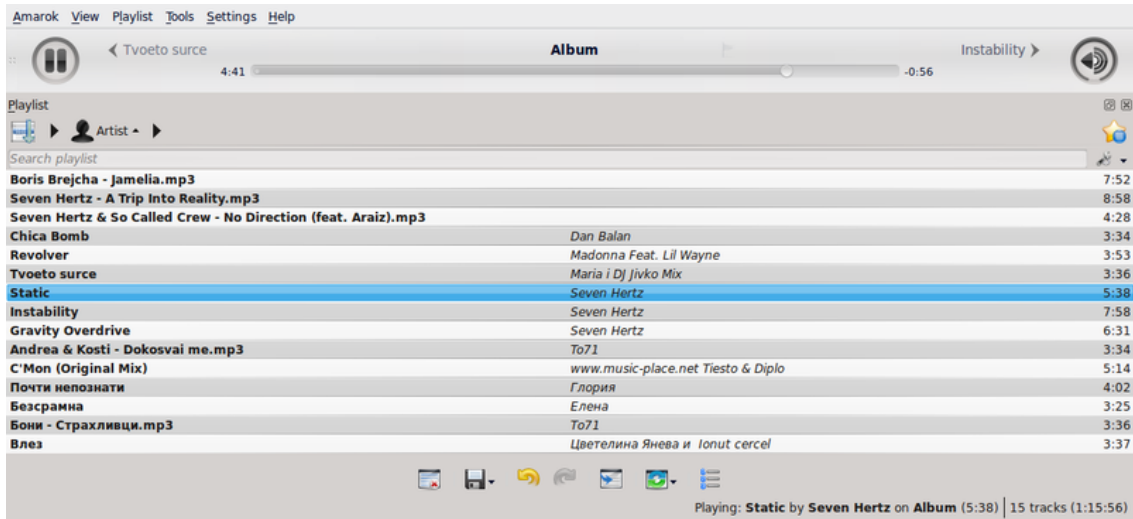 Amarok View Playlist Tools Settings Help
Tvoeto surce Album Instability
4:41 -0:56
Playlist
Artist
Search playlist
Boris Brejcha - Jamelia.mp3 7:52
Seven Hertz - A Trip Into Reality.mp3 8:58
Seven Hertz & So Called Crew - No Direction (feat. Araiz).mp3 4:28
Chica Bomb Dan Balan 3:34
Revolver Madonna Feat. Lil Wayne 3:53
Tvoeto surce Maria i DJ Jivko Mix 3:36
Static Seven Hertz 5:38
Instability Seven Hertz 7:58
Gravity Overdrive Seven Hertz 6:31
Andrea & Kosti - Dokosvai me.mp3 To71 3:34
C'Mon (Original Mix) www.music-place.net Tiesto & Diplo 5:14
Почти непознати Глория 4:02
Безсрамна Елена 3:25
Бони - Страхливци.mp3 To71 3:36
Влез Цветелина Янева и Ionut cercel 3:37
Playing: Static by Seven Hertz on Album (5:38) 15 tracks (1:15:56)